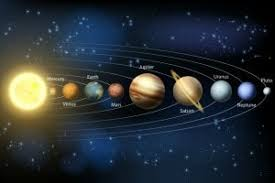 Mercury
Venus
Earth
Mars
Jupiter
Saturn
Uranus
Neptune
Pluto